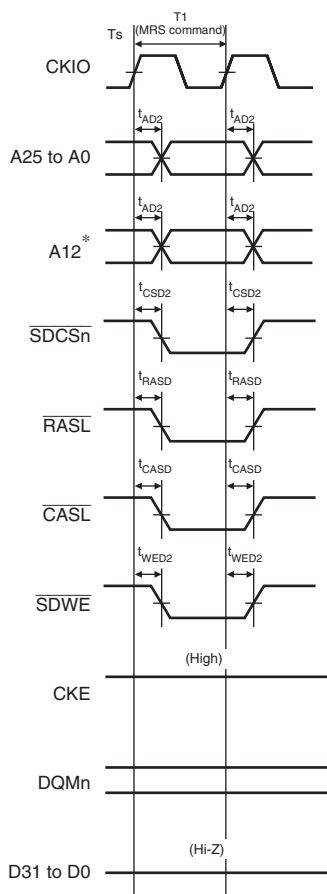 T1
Ts (MRS command)
CKIO
tAD2 tAD2
A25 to A0
tAD2 tAD2
A12*
tCSD2 tCSD2
SDCSn
tRASD tRASD
RASL
tCASD tCASD
CASL
tWED2 tWED2
SDWE
(High)
CKE
DQMn
(Hi-Z)
D31 to D0